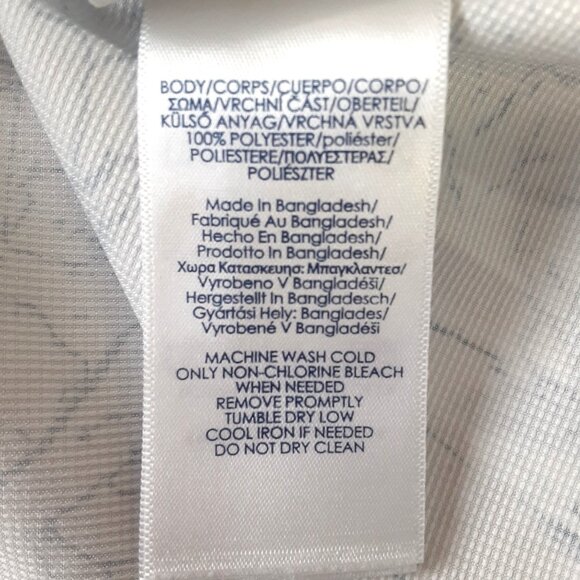 BODY/CORPS/CUERPO/CORPO/
ΣΩΜΑ/VRCHNÍ ČÁST/OBERTEIL/
KÜLSŐ ANYAG/VRCHNÁ VRSTVA
100% POLYESTER/poliéster/
POLIESTERE/ΠΟΛΥΕΣΤΕΡΑΣ/
POLIÉSZTER
Made In Bangladesh/
Fabriqué Au Bangladesh/
Hecho En Bangladesh/
Prodotto In Bangladesh/
Χωρα Κατασκευησ: Μπαγκλαντεσ/
Vyrobeno V Bangladéši/
Hergestellt In Bangladesch/
Gyártási Hely: Banglades/
Vyrobené V Bangladéši
MACHINE WASH COLD
ONLY NON-CHLORINE BLEACH
WHEN NEEDED
REMOVE PROMPTLY
TUMBLE DRY LOW
COOL IRON IF NEEDED
DO NOT DRY CLEAN